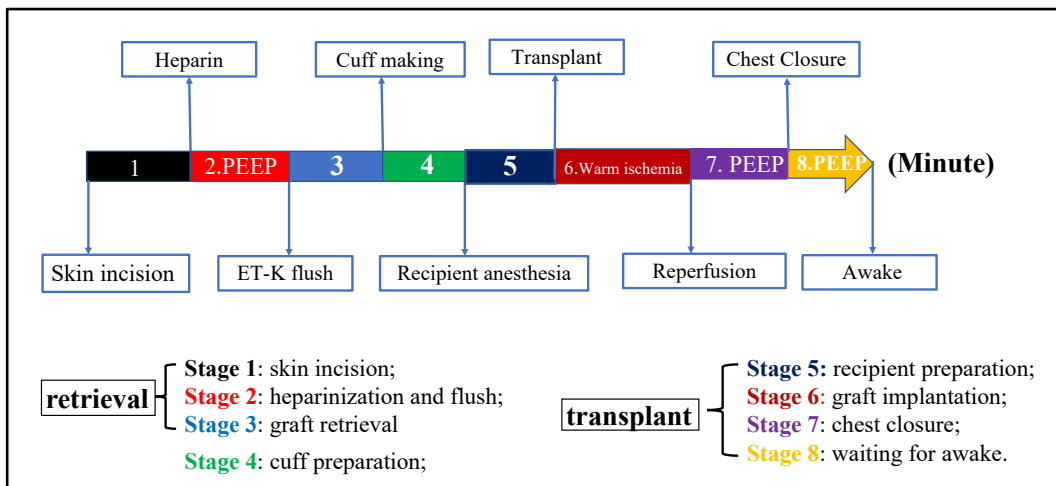 Heparin
Cuff making
Transplant
Chest Closure
1
2.PEEP
3
4
5
6.Warm ischemia
7. PEEP
8.PEEP
(Minute)
Skin incision
ET-K flush
Recipient anesthesia
Reperfusion
Awake
retrieval
Stage 1: skin incision;
Stage 2: heparinization and flush;
Stage 3: graft retrieval
Stage 4: cuff preparation;
transplant
Stage 5: recipient preparation;
Stage 6: graft implantation;
Stage 7: chest closure;
Stage 8: waiting for awake.